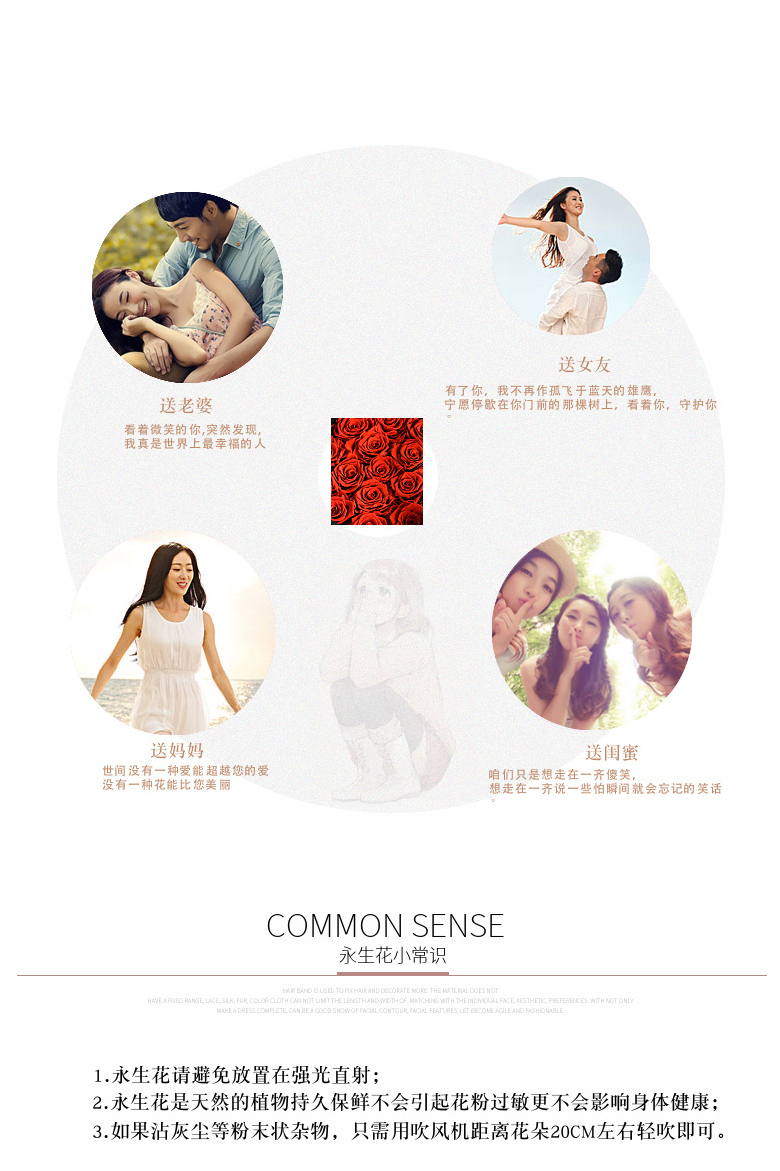 送女友
有了你，我不再作孤飞于蓝天的雄鹰，
宁愿停歇在你门前的那棵树上，看着你，守护你
。
送老婆
看着微笑的你,突然发现,
我真是世界上最幸福的人
送妈妈
世间没有一种爱能超越您的爱
没有一种花能比您美丽
送闺蜜
咱们只是想走在一齐傻笑，
想走在一齐说一些怕瞬间就会忘记的笑话
。
COMMON SENSE
永生花小常识
HAIR BAND IS USED TO FIX HAIR AND DECORATE MORE. THE MATERIAL DOES NOT
HAVE A FIXED RANGE, LACE, SILK, FUR, COLOR CLOTH CAN NOT LIMIT THE LENGTH AND WIDTH OF. MATCHING WITH THE INDIVIDUAL FACE, AESTHETIC, PREFERENCES. WITH NOT ONLY
MAKE A DRESS COMPLETE, CAN BE A GOOD SHOW OF FACIAL CONTOUR, FACIAL FEATURES, LET BECOME AGILE AND FASHIONABLE
1.永生花请避免放置在强光直射；
2.永生花是天然的植物持久保鲜不会引起花粉过敏更不会影响身体健康；
3.如果沾灰尘等粉末状杂物，只需用吹风机距离花朵20CM左右轻吹即可。